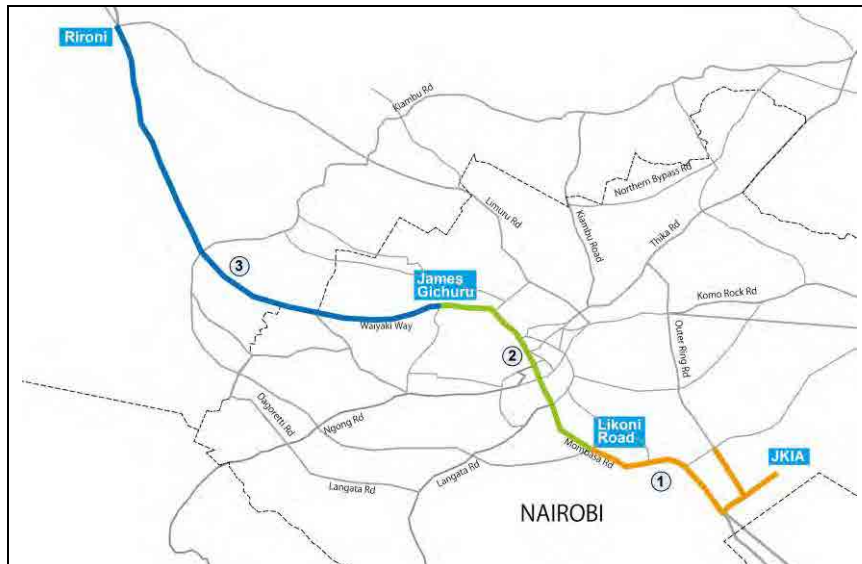 Rironi
Kiambu Rd
Northern Bypass Rd
Limuru Rd
Kiambu Road
Thika Rd
3
James
Gichuru
Komo Rock Rd
Waiyaki Way
Outer Ring Rd
2
Dagoretti Rd
Ngong Rd
Likoni
Road
Mombasa Rd
JKIA
Langata Rd
Langata Rd
1
NAIROBI